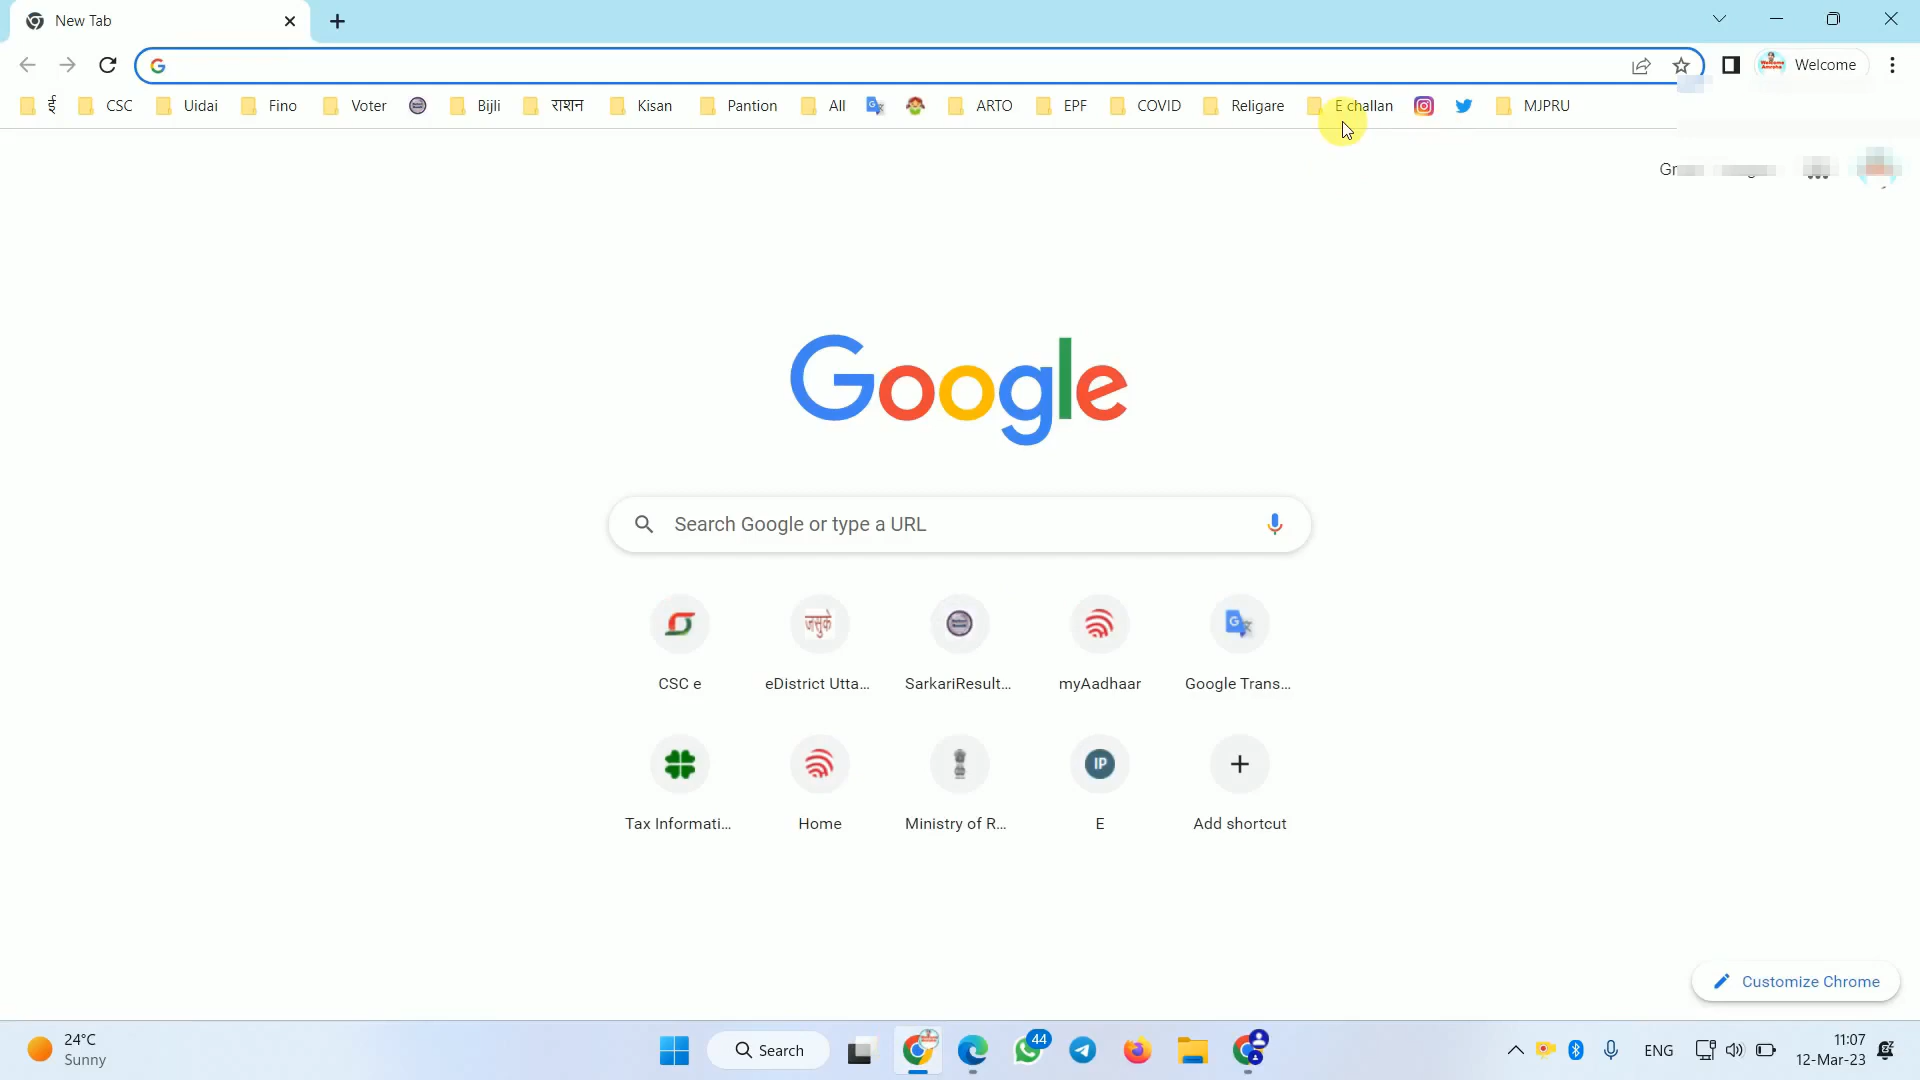 New Tab
Welcome
ई CSC Uidai Fino Voter Bijli राशन Kisan Pantion All ARTO EPF COVID Religare E challan MJPRU
Google
Search Google or type a URL
CSC e eDistrict Utta... SarkariResult... myAadhaar Google Trans...
जसुके
IP
Tax Informati... Home Ministry of R... E Add shortcut
Customize Chrome
24°C
Sunny
Search
44
ENG
11:07
12-Mar-23